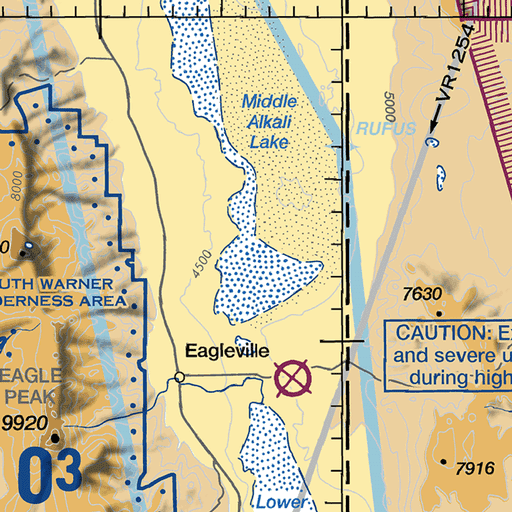 VR1254
5000
Middle
Alkali
Lake
RUFUS
8000
0
4500
UTH WARNER
DERNESS AREA
7630
CAUTION: E
and severe u
during high
Eagleville
EAGLE
PEAK
9920
03
7916
Lower